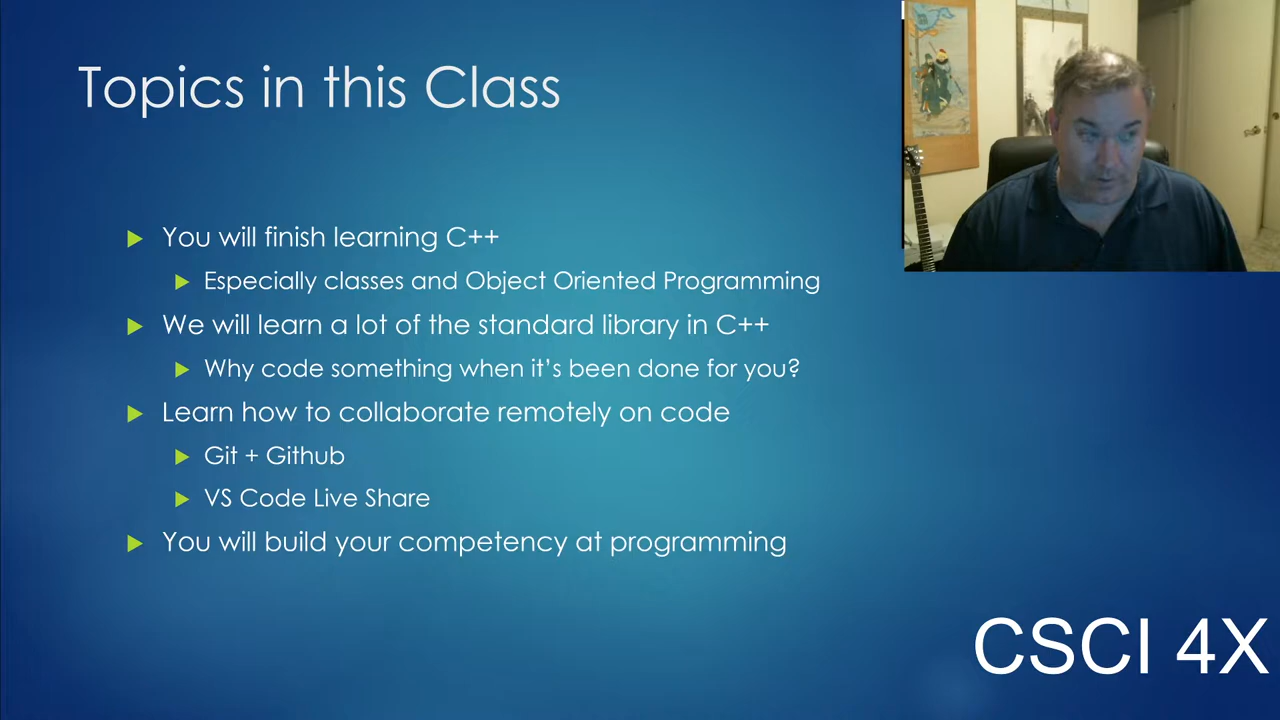 Topics in this Class
You will finish learning C++
Especially classes and Object Oriented Programming
We will learn a lot of the standard library in C++
Why code something when it’s been done for you?
Learn how to collaborate remotely on code
Git + Github
VS Code Live Share
You will build your competency at programming
CSCI 4X